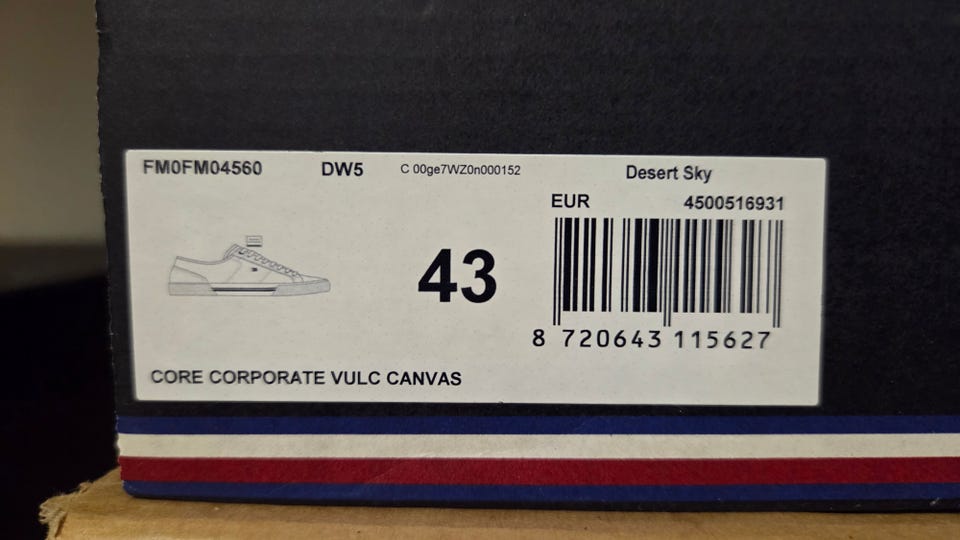 FM0FM04560 DW5 C 00ge7WZ0n000152 Desert Sky
EUR 4500516931
43
8 720643 115627
CORE CORPORATE VULC CANVAS